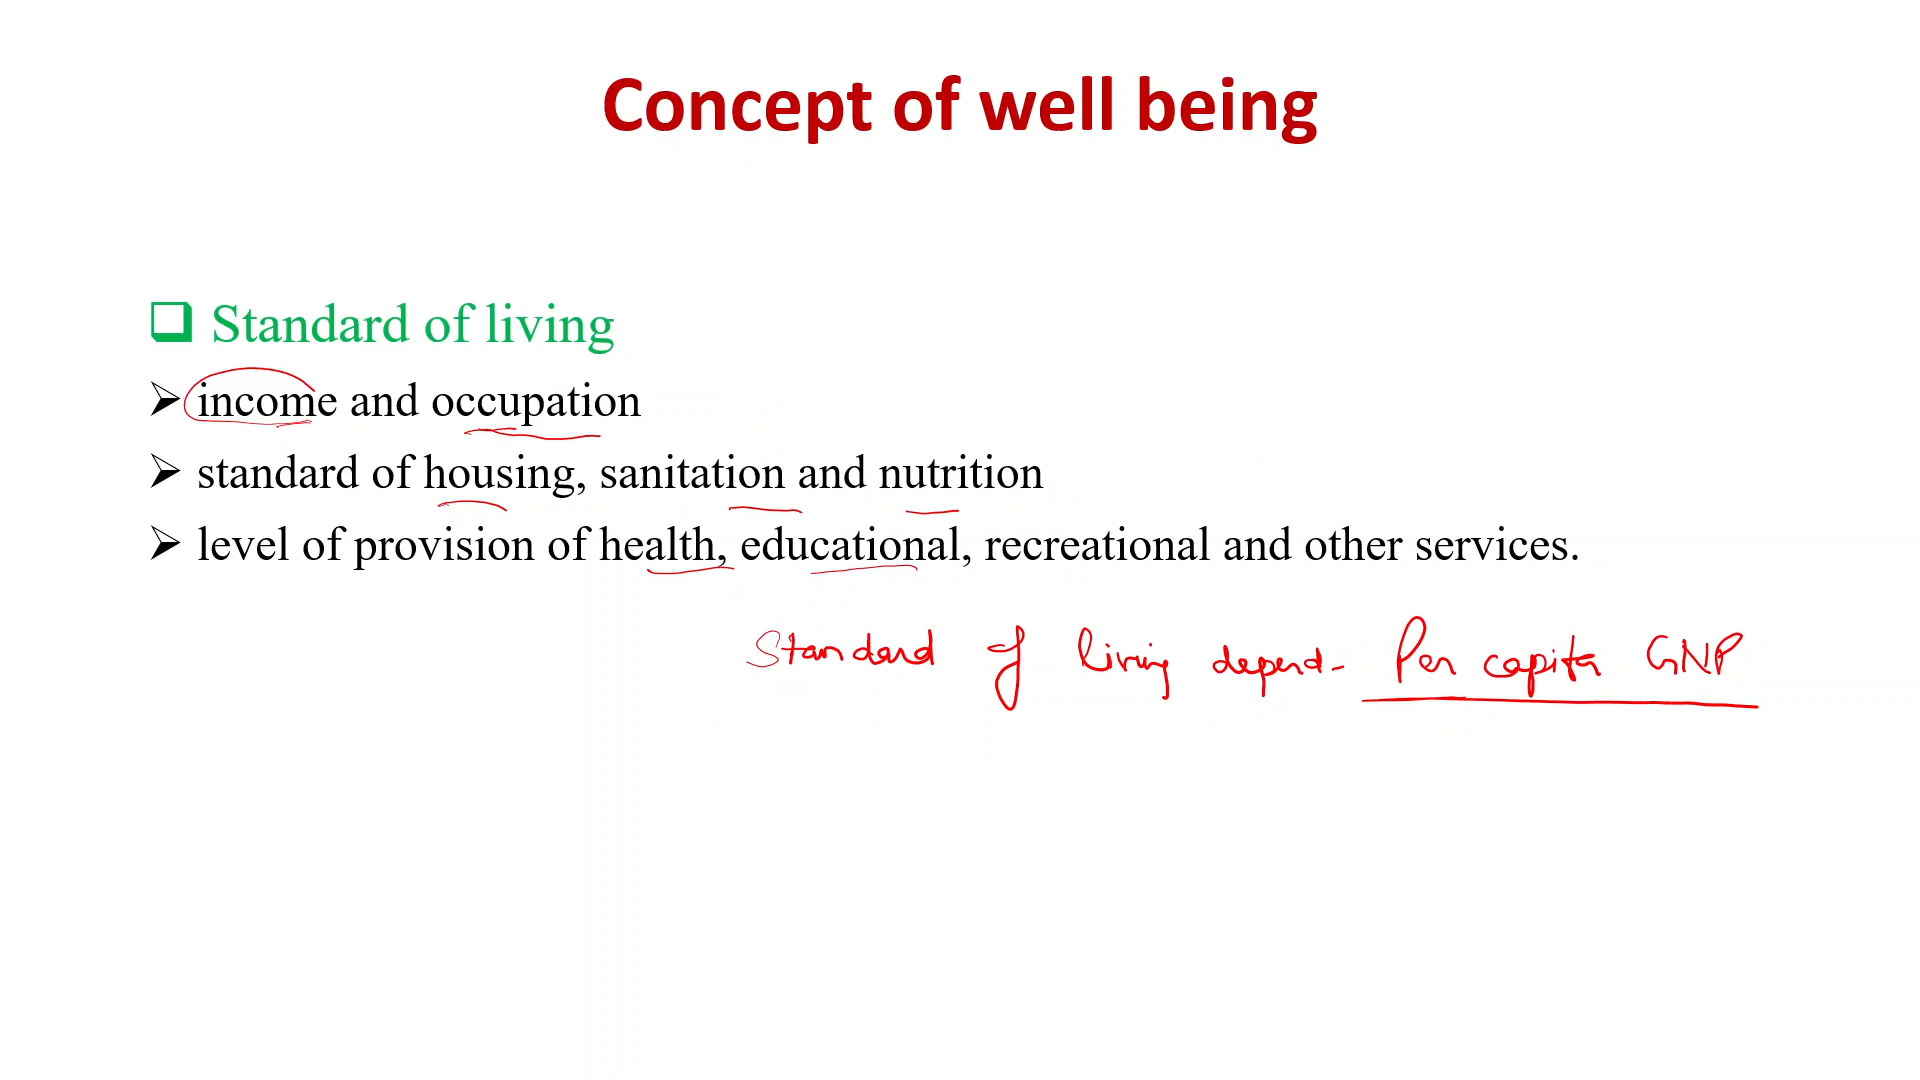 Concept of well being
Standard of living
income and occupation
standard of housing, sanitation and nutrition
level of provision of health, educational, recreational and other services.
Standard of living depend- Per capita GNP